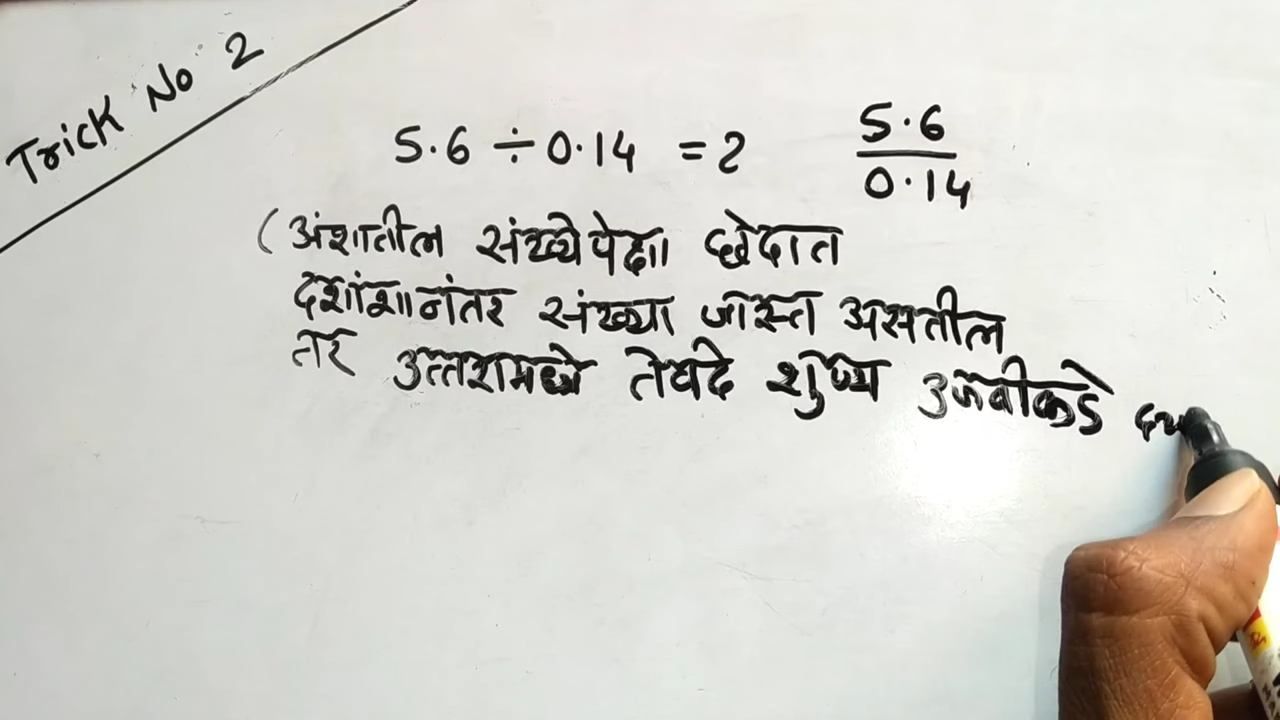 Trick No 2
5.6 ÷ 0.14 = ?
5.6
0.14
(अंशातील संख्येपेक्षा छेदात
दशांशानंतर संख्या जास्त असतील
तर उत्तरामध्ये तेवढे शुण्य उजवीकडे